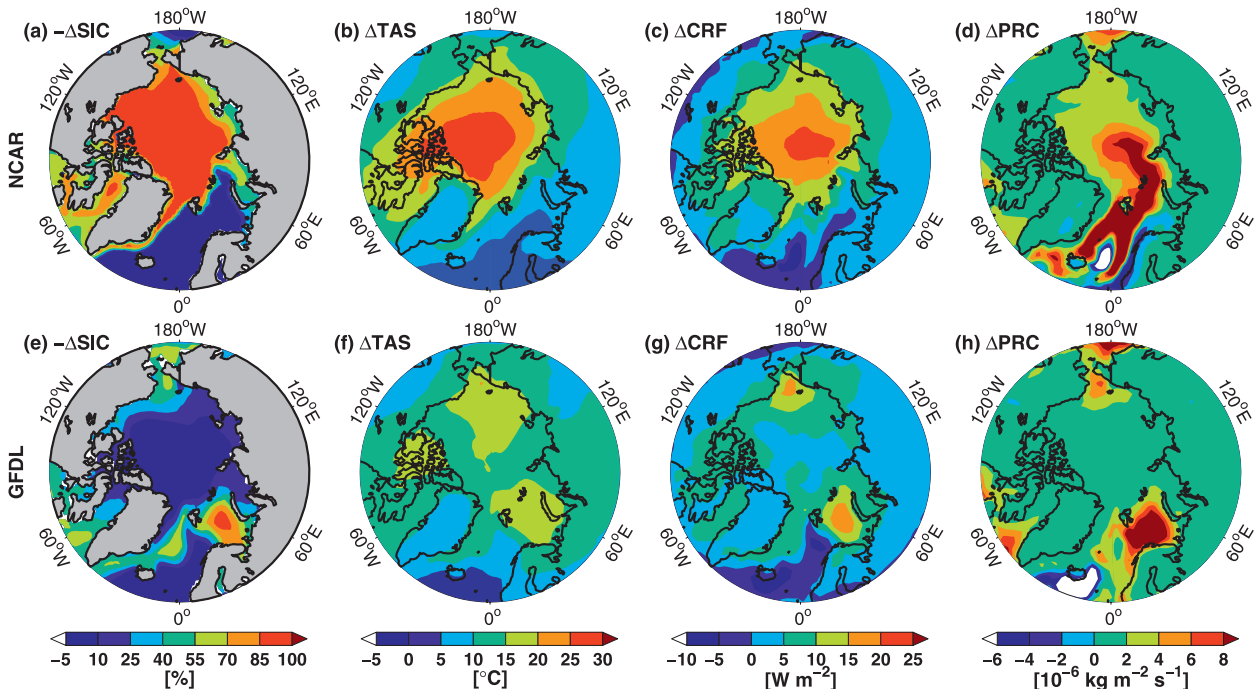 180°W 180°W 180°W 180°W
(a) −ΔSIC (b) ΔTAS (c) ΔCRF (d) ΔPRC
120°W 120°E 120°W 120°E 120°W 120°E 120°W 120°E
NCAR
60°W 60°E 60°W 60°E 60°W 60°E 60°W 60°E
0° 0° 0° 0°
180°W 180°W 180°W 180°W
(e) −ΔSIC (f) ΔTAS (g) ΔCRF (h) ΔPRC
120°W 120°E 120°W 120°E 120°W 120°E 120°W 120°E
GFDL
60°W 60°E 60°W 60°E 60°W 60°E 60°W 60°E
0° 0° 0° 0°
−5 10 25 40 55 70 85 100 −5 0 5 10 15 20 25 30 −10 −5 0 5 10 15 20 25 −6 −4 −2 0 2 4 6 8
[%] [°C] [W m⁻²] [10⁻⁶ kg m⁻² s⁻¹]